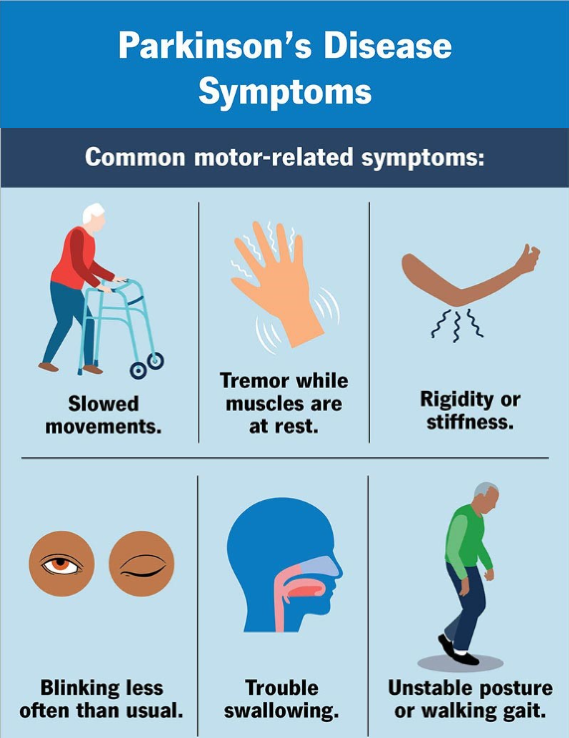 Parkinson's Disease
Symptoms
Common motor-related symptoms:
Slowed
movements.
Tremor while
muscles are
at rest.
Rigidity or
stiffness.
Blinking less
often than usual.
Trouble
swallowing.
Unstable posture
or walking gait.